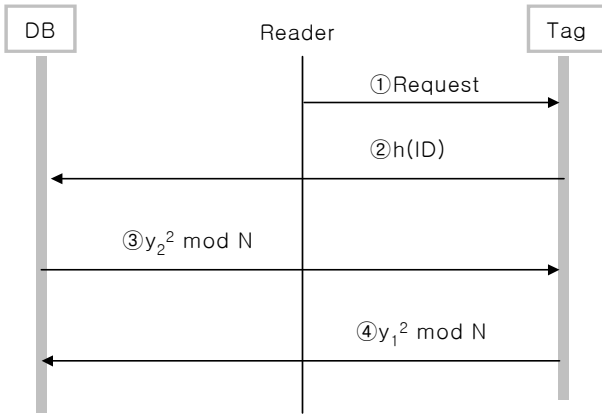 DB Reader Tag
①Request
②h(ID)
③y₂² mod N
④y₁² mod N